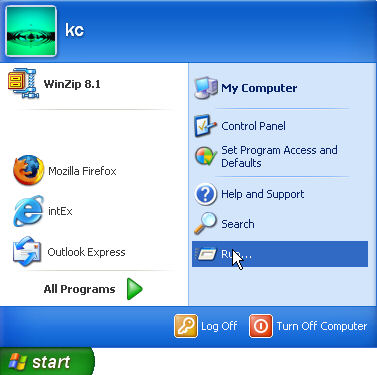 kc
WinZip 8.1
Mozilla Firefox
intEx
Outlook Express
All Programs
My Computer
Control Panel
Set Program Access and
Defaults
Help and Support
Search
Run...
Log Off
Turn Off Computer
start